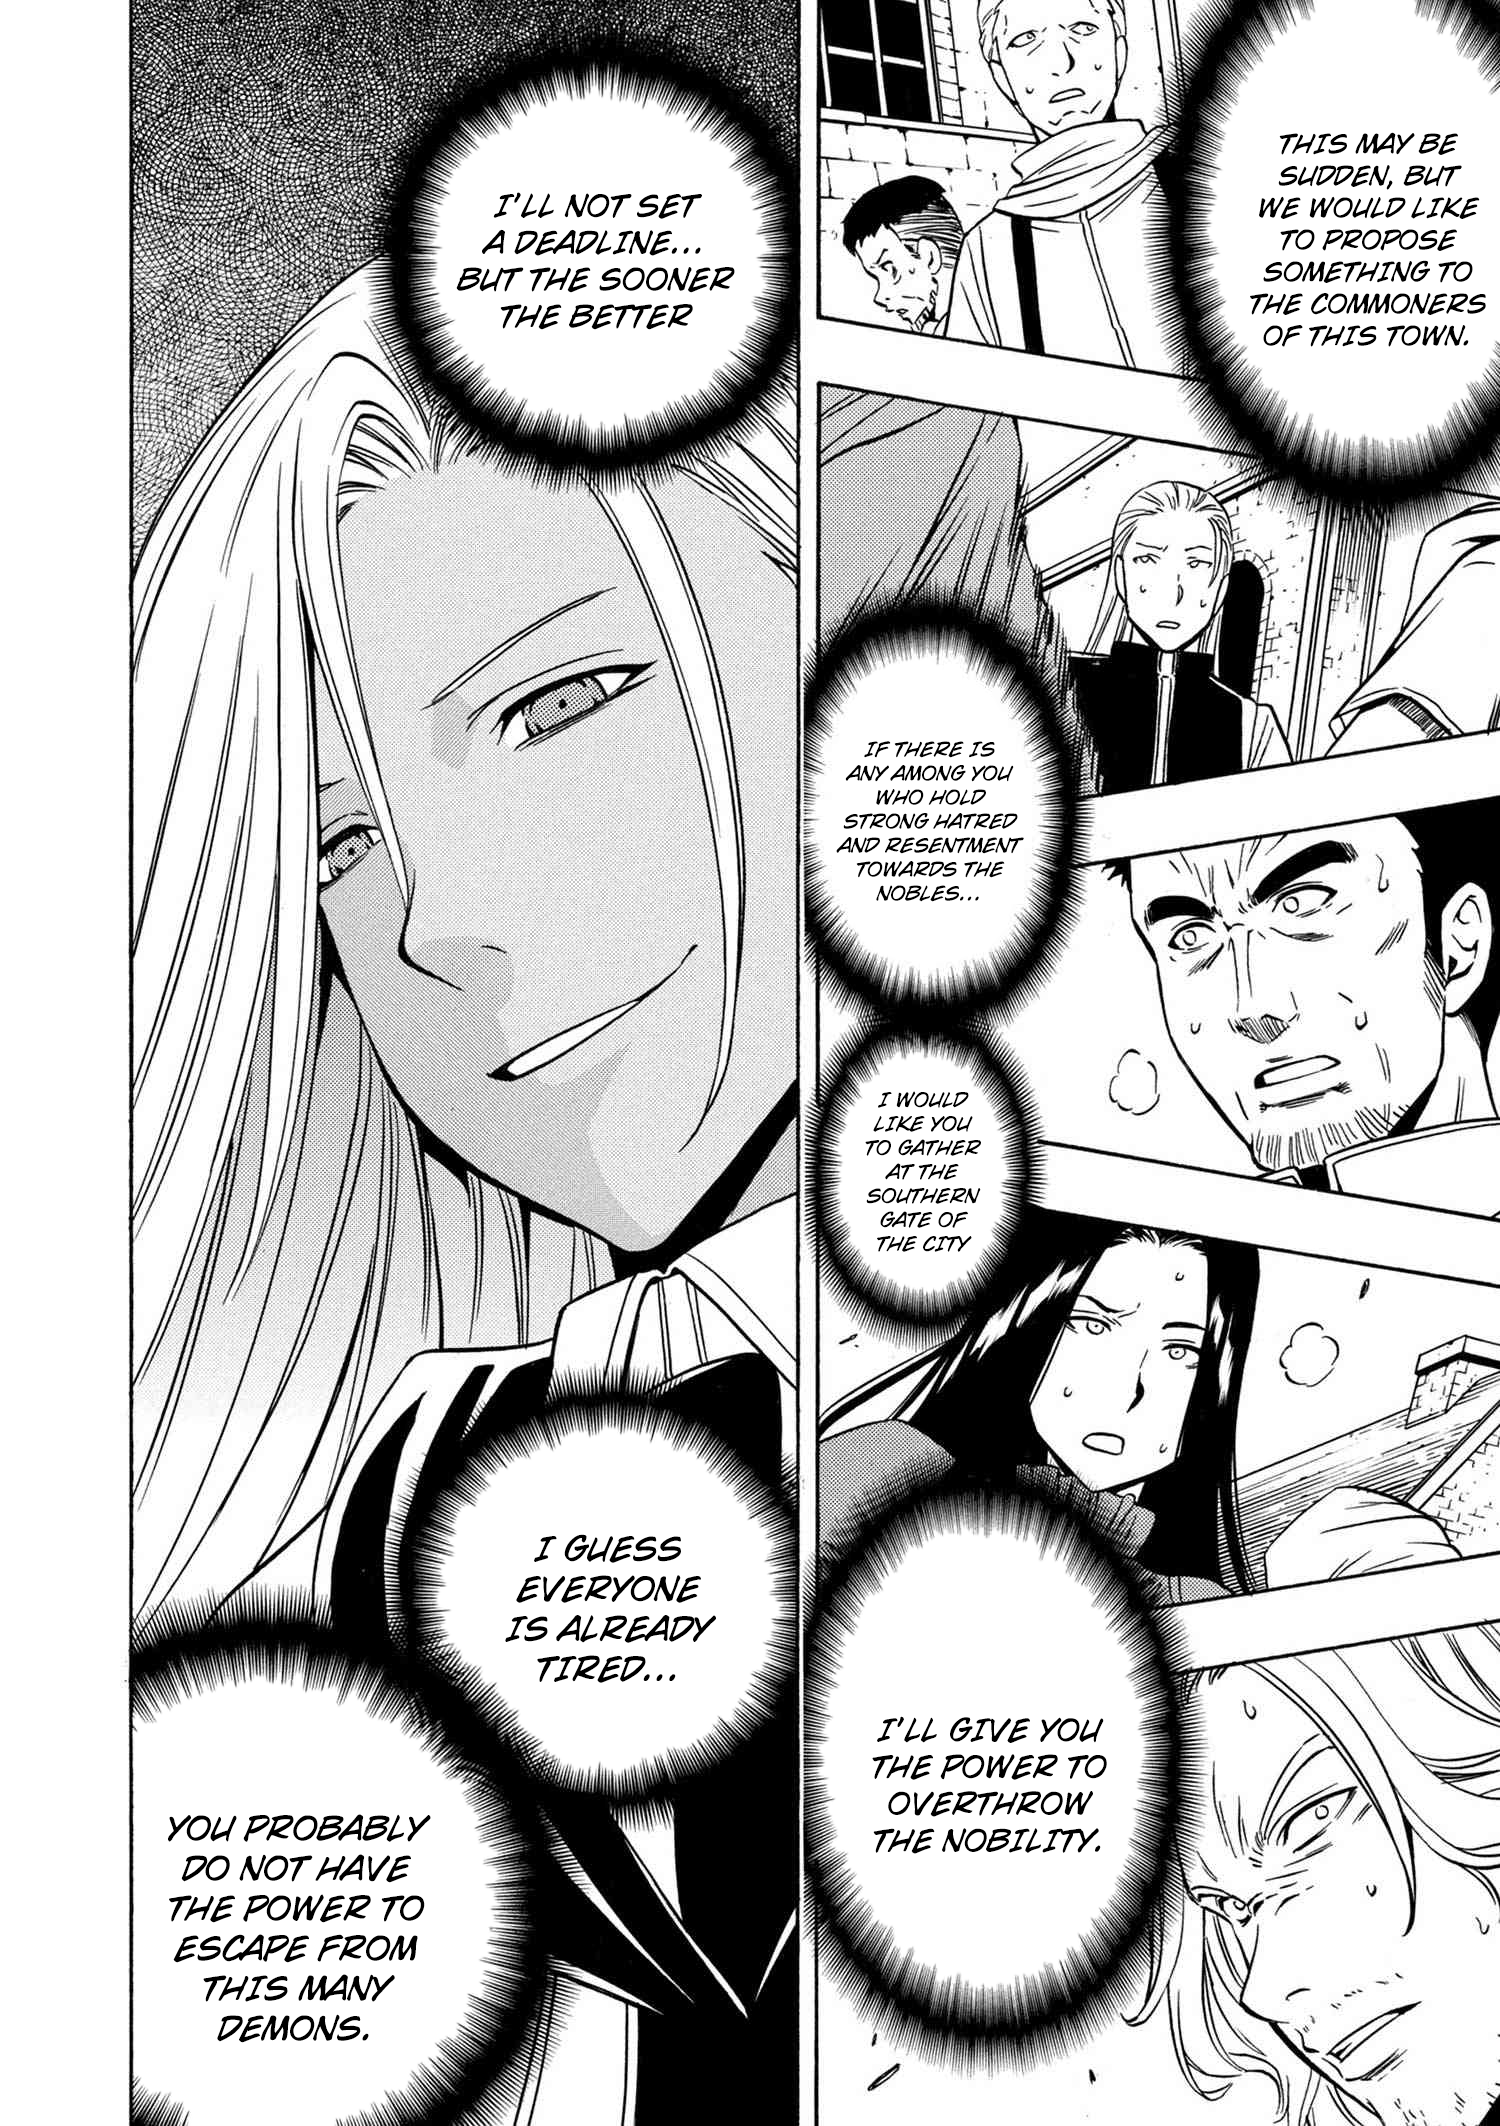 THIS MAY BE
SUDDEN, BUT
WE WOULD LIKE
TO PROPOSE
SOMETHING TO
THE COMMONERS
OF THIS TOWN.
IF THERE IS
ANY AMONG YOU
WHO HOLD
STRONG HATRED
AND RESENTMENT
TOWARDS THE
NOBLES...
I WOULD
LIKE YOU
TO GATHER
AT THE
SOUTHERN
GATE OF
THE CITY
I'LL GIVE YOU
THE POWER TO
OVERTHROW
THE NOBILITY.
I'LL NOT SET
A DEADLINE...
BUT THE SOONER
THE BETTER
I GUESS
EVERYONE
IS ALREADY
TIRED...
YOU PROBABLY
DO NOT HAVE
THE POWER TO
ESCAPE FROM
THIS MANY
DEMONS.